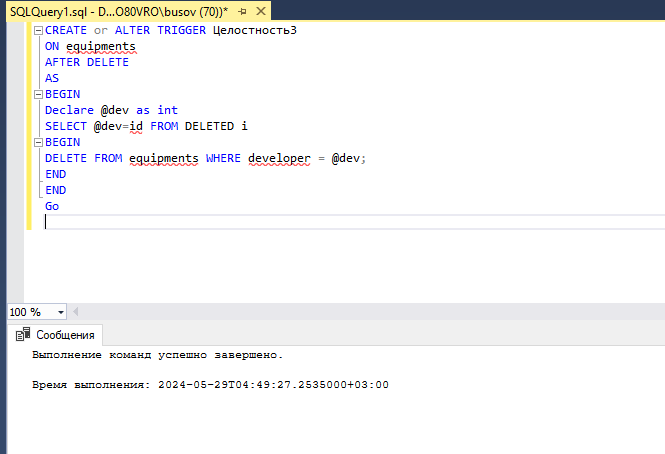 SQLQuery1.sql - D...O80VRO\busov (70))*
CREATE or ALTER TRIGGER Целостность3
ON equipments
AFTER DELETE
AS
BEGIN
Declare @dev as int
SELECT @dev=id FROM DELETED i
BEGIN
DELETE FROM equipments WHERE developer = @dev;
END
END
Go
100 %
Сообщения
Выполнение команд успешно завершено.
Время выполнения: 2024-05-29T04:49:27.2535000+03:00